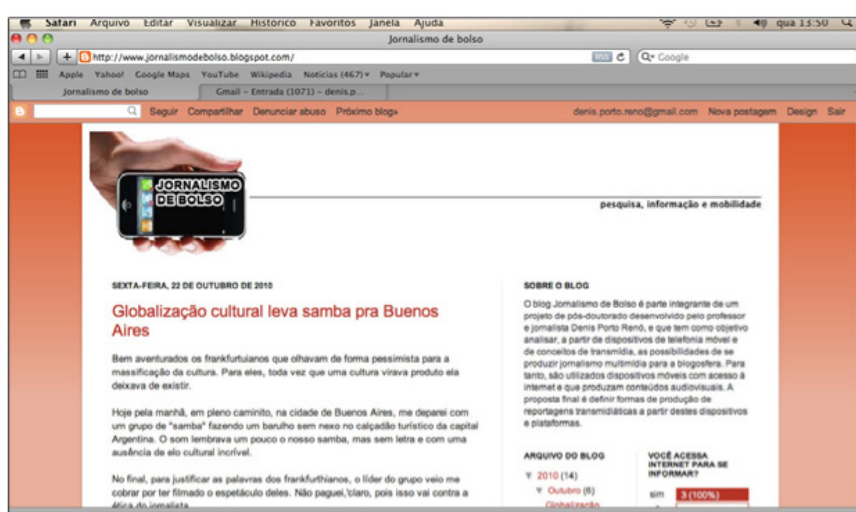 Safari Arquivo Editar Visualizar Histórico Favoritos Janela Ajuda qua 13:50
Jornalismo de bolso
http://www.jornalismodebolso.blogspot.com/ RSS Google
Apple Yahoo! Google Maps YouTube Wikipedia Notícias (467) Popular
Jornalismo de bolso Gmail – Entrada (1071) – denis.p...
Seguir Compartilhar Denunciar abuso Próximo blog» denis.porto.reno@gmail.com Nova postagem Design Sair
JORNALISMO
DE BOLSO
pesquisa, informação e mobilidade
SEXTA-FEIRA, 22 DE OUTUBRO DE 2010
Globalização cultural leva samba pra Buenos
Aires
Bem aventurados os frankfurtuianos que olhavam de forma pessimista para a
massificação da cultura. Para eles, toda vez que uma cultura virava produto ela
deixava de existir.
Hoje pela manhã, em pleno caminito, na cidade de Buenos Aires, me deparei com
um grupo de "samba" fazendo um barulho sem nexo no calçadão turístico da capital
Argentina. O som lembrava um pouco o nosso samba, mas sem letra e com uma
ausência de elo cultural incrível.
No final, para justificar as palavras dos frankfurthianos, o líder do grupo veio me
cobrar por ter filmado o espetáculo deles. Não paguei, claro, pois isso vai contra a
ética do jornalista
SOBRE O BLOG
O blog Jornalismo de Bolso é parte integrante de um
projeto de pós-doutorado desenvolvido pelo professor
e jornalista Denis Porto Renó, e que tem como objetivo
analisar, a partir de dispositivos de telefonia móvel e
de conceitos de transmídia, as possibilidades de se
produzir jornalismo multimídia para a blogosfera. Para
tanto, são utilizados dispositivos móveis com acesso à
internet e que produzam conteúdos audiovisuais. A
proposta final é definir formas de produção de
reportagens transmidiáticas a partir destes dispositivos
e plataformas.
ARQUIVO DO BLOG
▼ 2010 (14)
▼ Outubro (6)
Globalização
VOCÊ ACESSA
INTERNET PARA SE
INFORMAR?
sim 3 (100%)